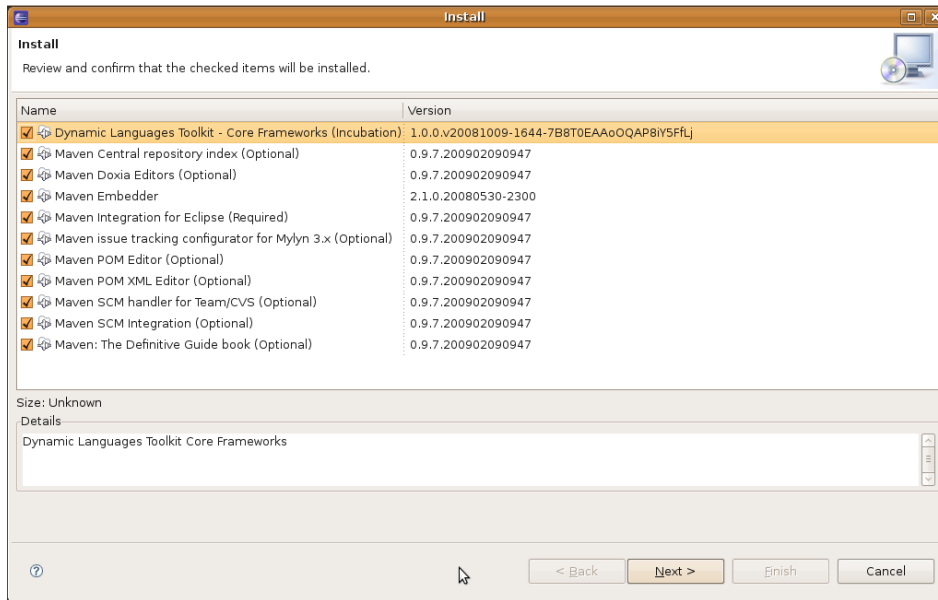 Install
Install
Review and confirm that the checked items will be installed.
Name Version
Dynamic Languages Toolkit - Core Frameworks (Incubation) 1.0.0.v20081009-1644-7B8T0EAAoOQAP8iY5FfLj
Maven Central repository index (Optional) 0.9.7.200902090947
Maven Doxia Editors (Optional) 0.9.7.200902090947
Maven Embedder 2.1.0.20080530-2300
Maven Integration for Eclipse (Required) 0.9.7.200902090947
Maven issue tracking configurator for Mylyn 3.x (Optional) 0.9.7.200902090947
Maven POM Editor (Optional) 0.9.7.200902090947
Maven POM XML Editor (Optional) 0.9.7.200902090947
Maven SCM handler for Team/CVS (Optional) 0.9.7.200902090947
Maven SCM Integration (Optional) 0.9.7.200902090947
Maven: The Definitive Guide book (Optional) 0.9.7.200902090947
Size: Unknown
Details
Dynamic Languages Toolkit Core Frameworks
? < Back Next > Finish Cancel